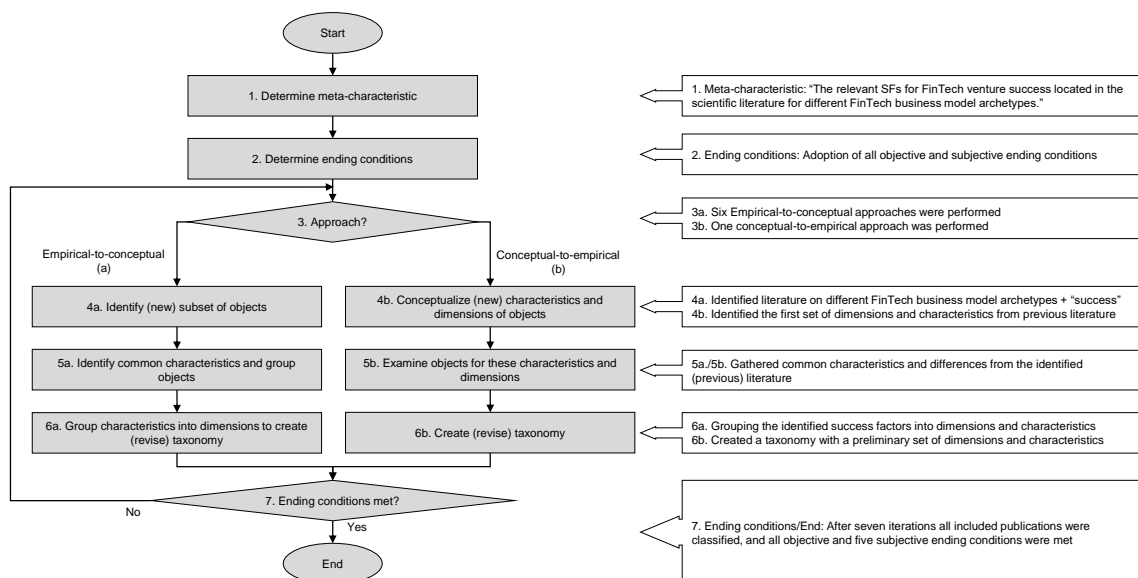 Start
1. Determine meta-characteristic
1. Meta-characteristic: “The relevant SFs for FinTech venture success located in the
scientific literature for different FinTech business model archetypes.”
2. Determine ending conditions
2. Ending conditions: Adoption of all objective and subjective ending conditions
3. Approach?
3a. Six Empirical-to-conceptual approaches were performed
3b. One conceptual-to-empirical approach was performed
Empirical-to-conceptual
(a)
Conceptual-to-empirical
(b)
4a. Identify (new) subset of objects
4b. Conceptualize (new) characteristics and
dimensions of objects
4a. Identified literature on different FinTech business model archetypes + “success”
4b. Identified the first set of dimensions and characteristics from previous literature
5a. Identify common characteristics and group
objects
5b. Examine objects for these characteristics and
dimensions
5a./5b. Gathered common characteristics and differences from the identified
(previous) literature
6a. Group characteristics into dimensions to create
(revise) taxonomy
6b. Create (revise) taxonomy
6a. Grouping the identified success factors into dimensions and characteristics
6b. Created a taxonomy with a preliminary set of dimensions and characteristics
7. Ending conditions met?
No
Yes
7. Ending conditions/End: After seven iterations all included publications were
classified, and all objective and five subjective ending conditions were met
End